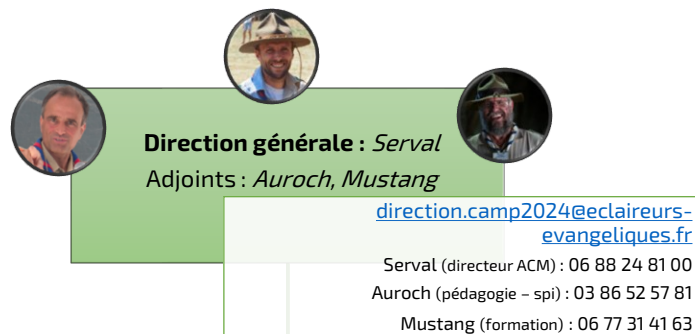 Direction générale : Serval
Adjoints : Auroch, Mustang
direction.camp2024@eclaireurs-
evangeliques.fr
Serval (directeur ACM) : 06 88 24 81 00
Auroch (pédagogie – spi) : 03 86 52 57 81
Mustang (formation) : 06 77 31 41 63